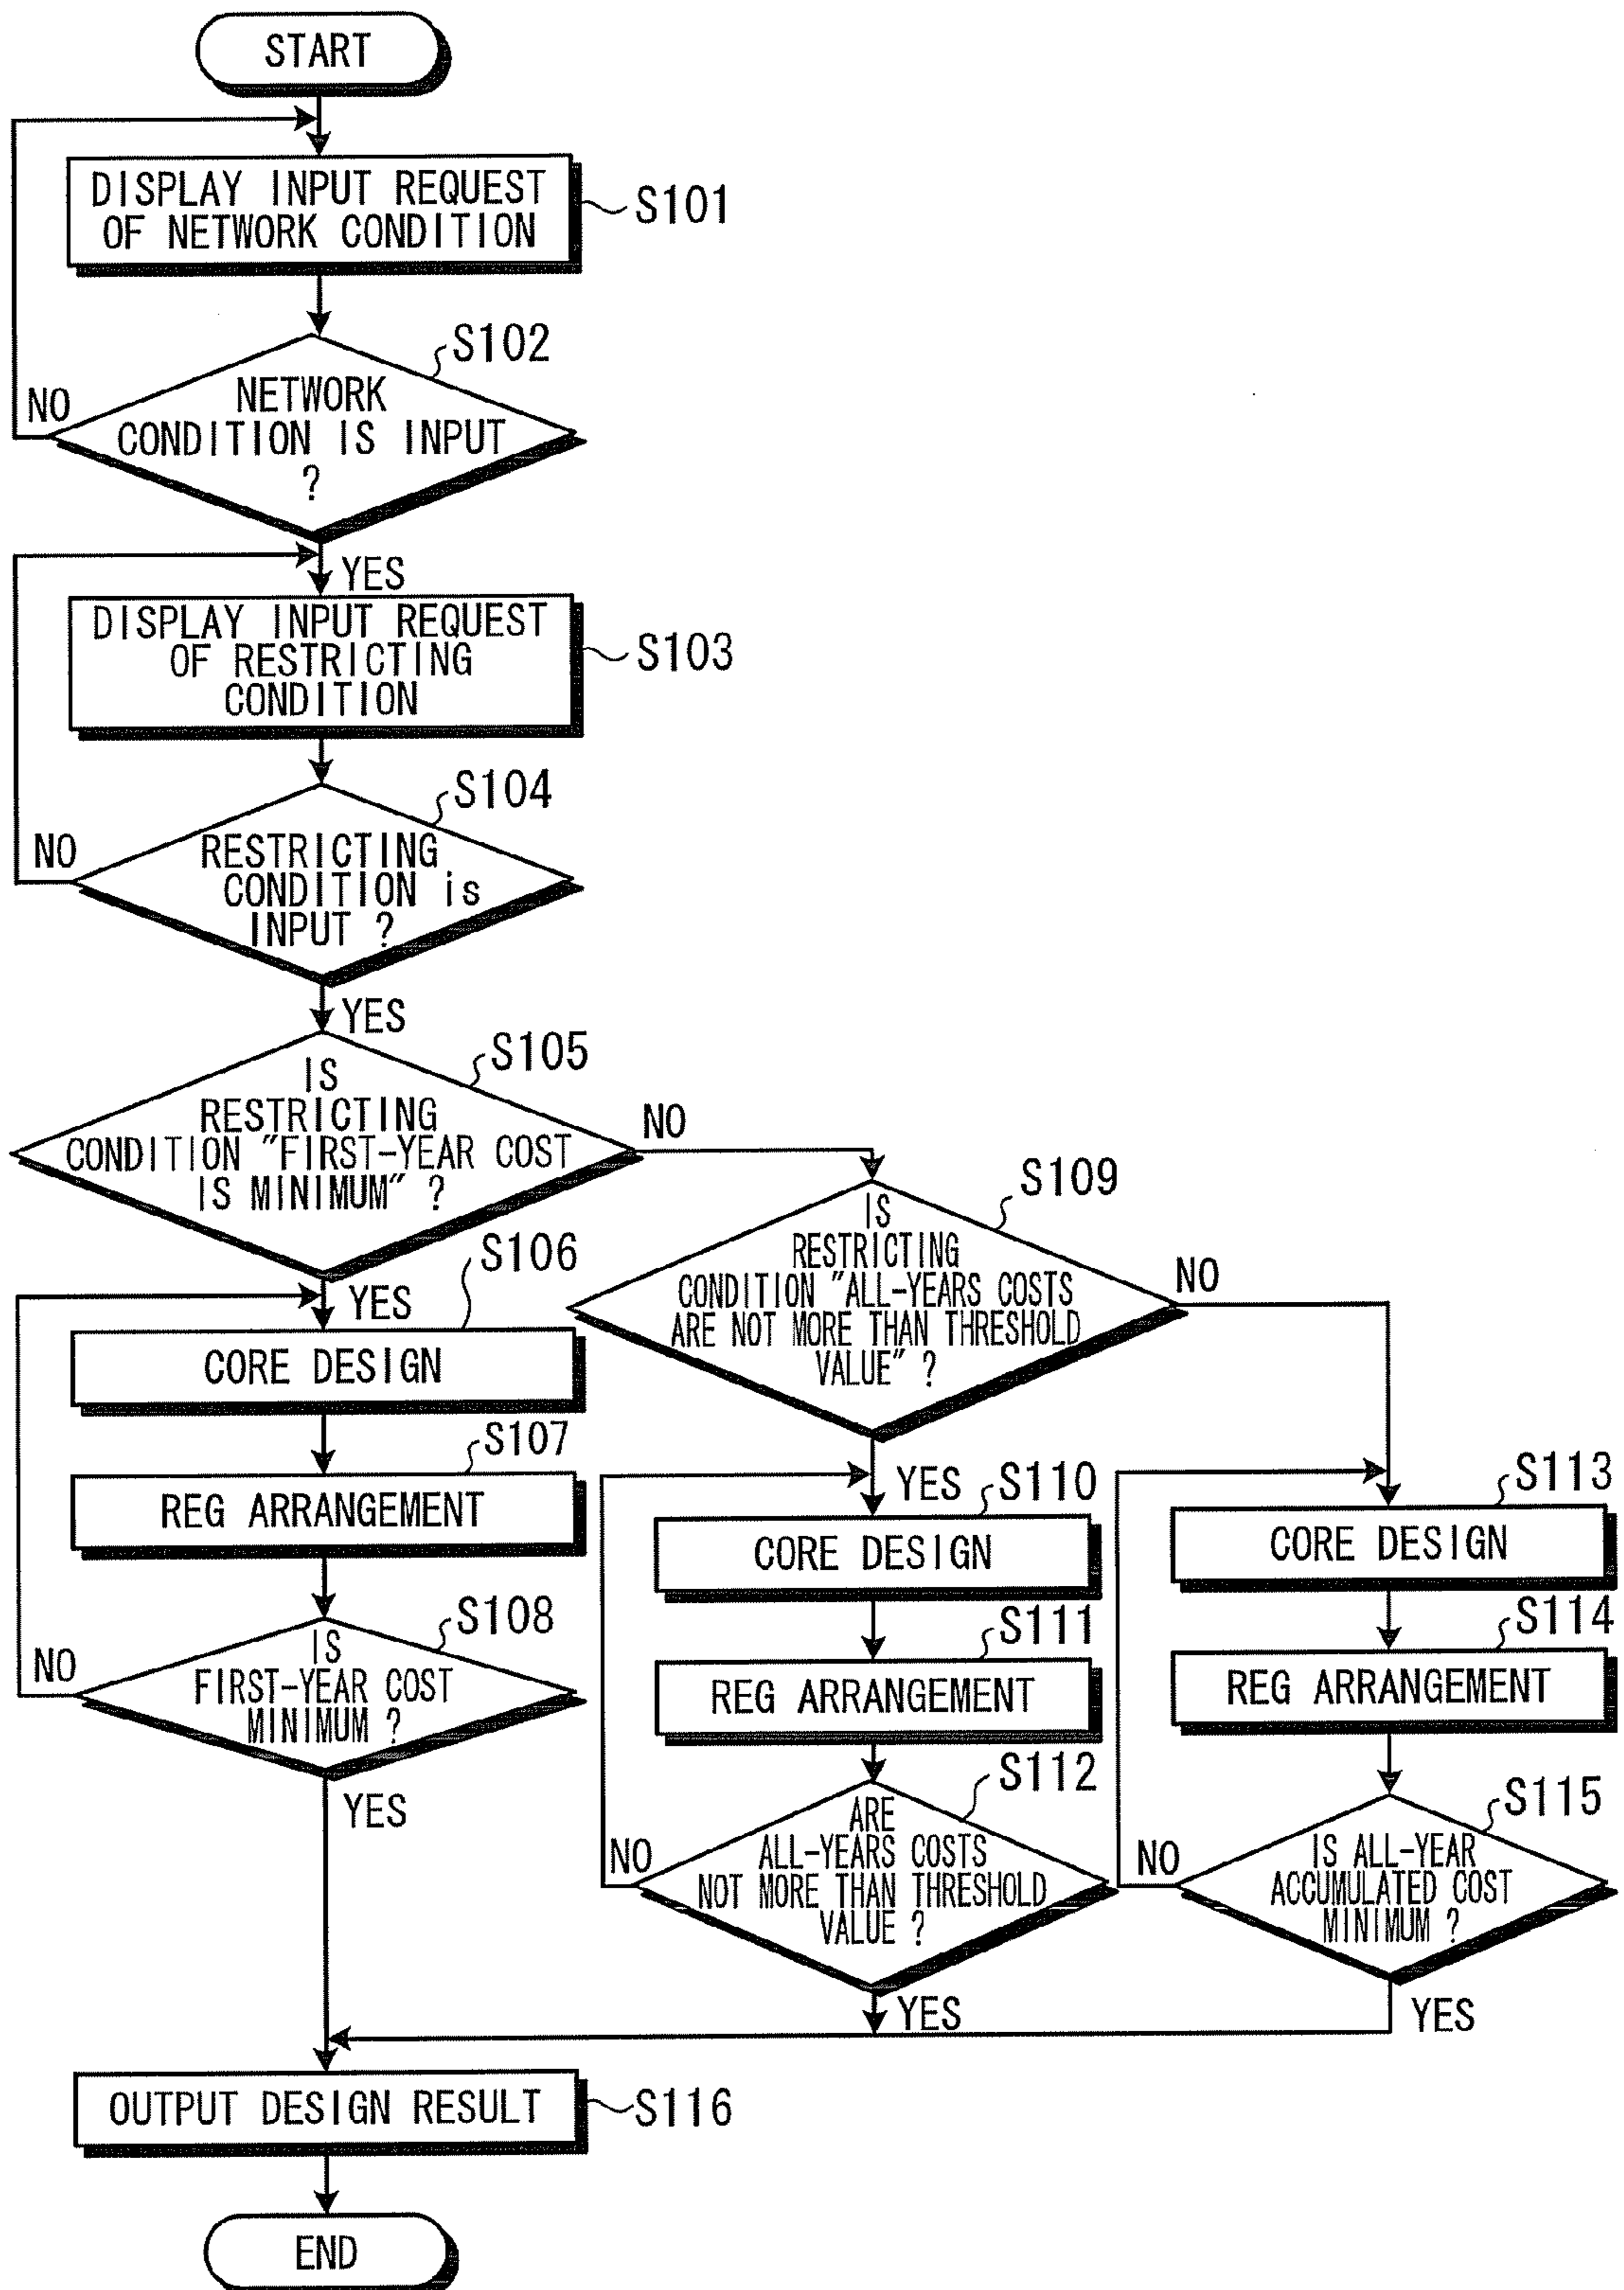 START
DISPLAY INPUT REQUEST
OF NETWORK CONDITION
S101
S102
NETWORK
CONDITION IS INPUT
?
NO
YES
DISPLAY INPUT REQUEST
OF RESTRICTING
CONDITION
S103
S104
RESTRICTING
CONDITION is
INPUT ?
NO
YES
S105
IS
RESTRICTING
CONDITION "FIRST-YEAR COST
IS MINIMUM" ?
NO
YES
S106
CORE DESIGN
S107
REG ARRANGEMENT
S108
IS
FIRST-YEAR COST
MINIMUM ?
NO
YES
S109
IS
RESTRICTING
CONDITION "ALL-YEARS COSTS
ARE NOT MORE THAN THRESHOLD
VALUE" ?
NO
YES
S110
CORE DESIGN
S111
REG ARRANGEMENT
S112
ARE
ALL-YEARS COSTS
NOT MORE THAN THRESHOLD
VALUE ?
NO
YES
S113
CORE DESIGN
S114
REG ARRANGEMENT
S115
IS ALL-YEAR
ACCUMULATED COST
MINIMUM ?
NO
YES
OUTPUT DESIGN RESULT
S116
END